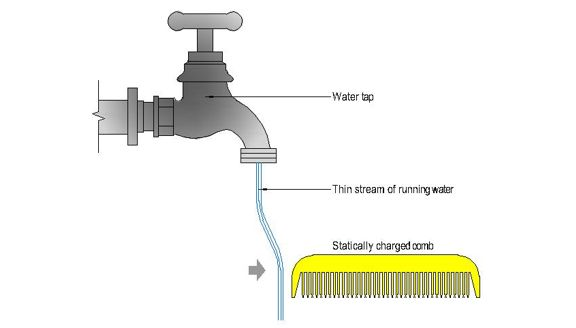 Water tap
Thin stream of running water
Statically charged comb